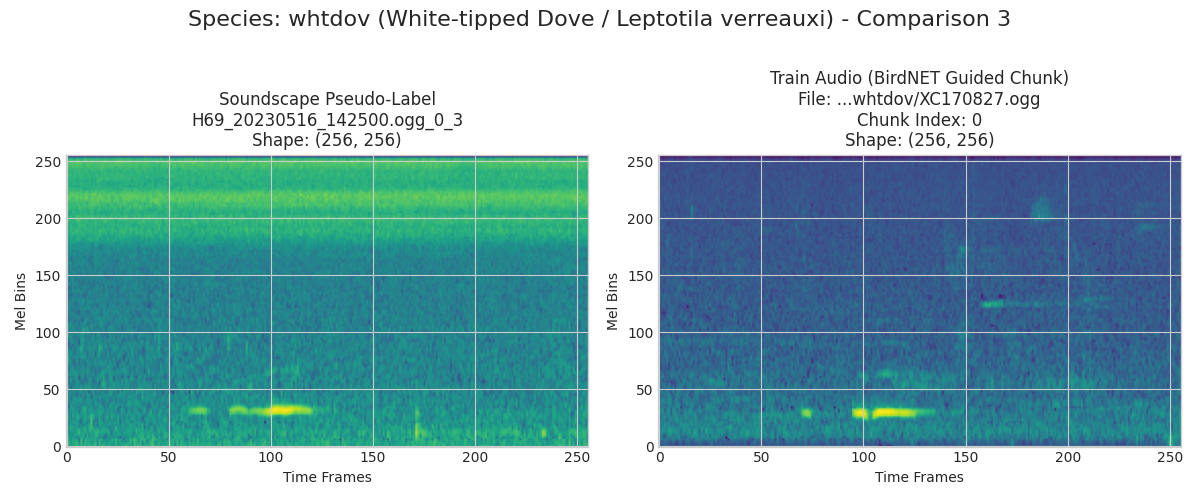 Species: whtdov (White-tipped Dove / Leptotila verreauxi) - Comparison 3
Soundscape Pseudo-Label
H69_20230516_142500.ogg_0_3
Shape: (256, 256)
250
200
150
100
50
0
Mel Bins
0 50 100 150 200 250
Time Frames
Train Audio (BirdNET Guided Chunk)
File: ...whtdov/XC170827.ogg
Chunk Index: 0
Shape: (256, 256)
250
200
150
100
50
0
Mel Bins
0 50 100 150 200 250
Time Frames